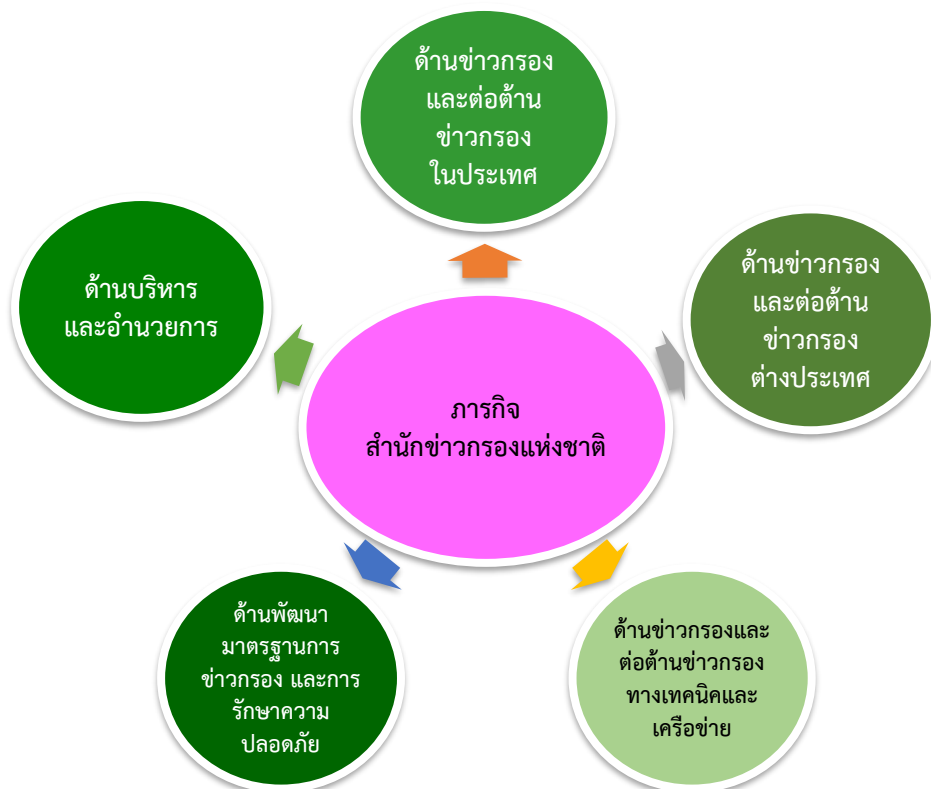 ด้านข่าวกรอง
และต่อต้าน
ข่าวกรอง
ในประเทศ
ด้านบริหาร
และอำนวยการ
ด้านข่าวกรอง
และต่อต้าน
ข่าวกรอง
ต่างประเทศ
ภารกิจ
สำนักข่าวกรองแห่งชาติ
ด้านพัฒนา
มาตรฐานการ
ข่าวกรอง และการ
รักษาความ
ปลอดภัย
ด้านข่าวกรองและ
ต่อต้านข่าวกรอง
ทางเทคนิคและ
เครือข่าย